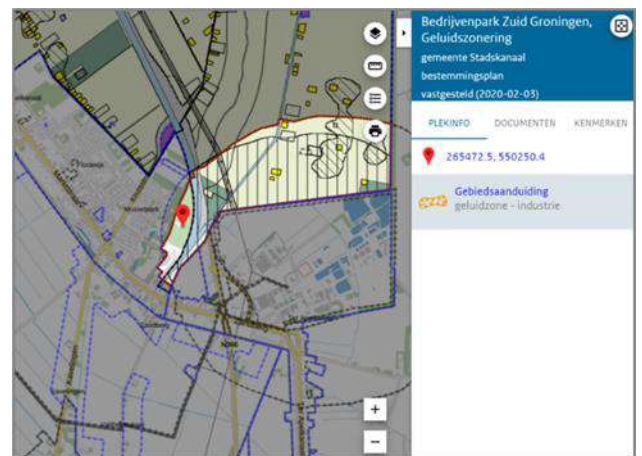 Bedrijvenpark Zuid Groningen,
Geluidszonering
gemeente Stadskanaal
bestemmingsplan
vastgesteld (2020-02-03)
PLEKINFO DOCUMENTEN KENMERKEN
265472.5, 550250.4
Gebiedsaanduiding
geluidzone - industrie
+
−